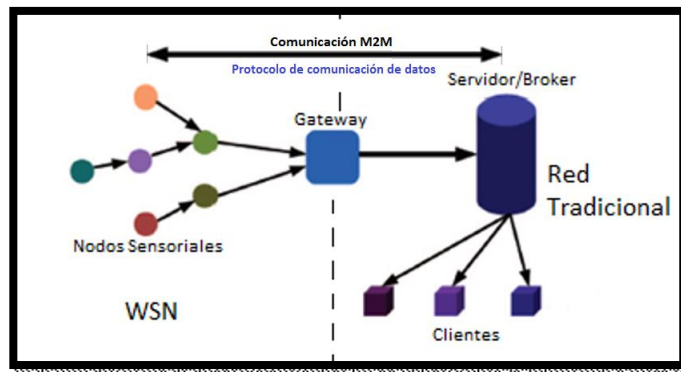 Comunicación M2M
Protocolo de comunicación de datos
Servidor/Broker
Gateway
Red
Tradicional
Nodos Sensoriales
WSN
Clientes